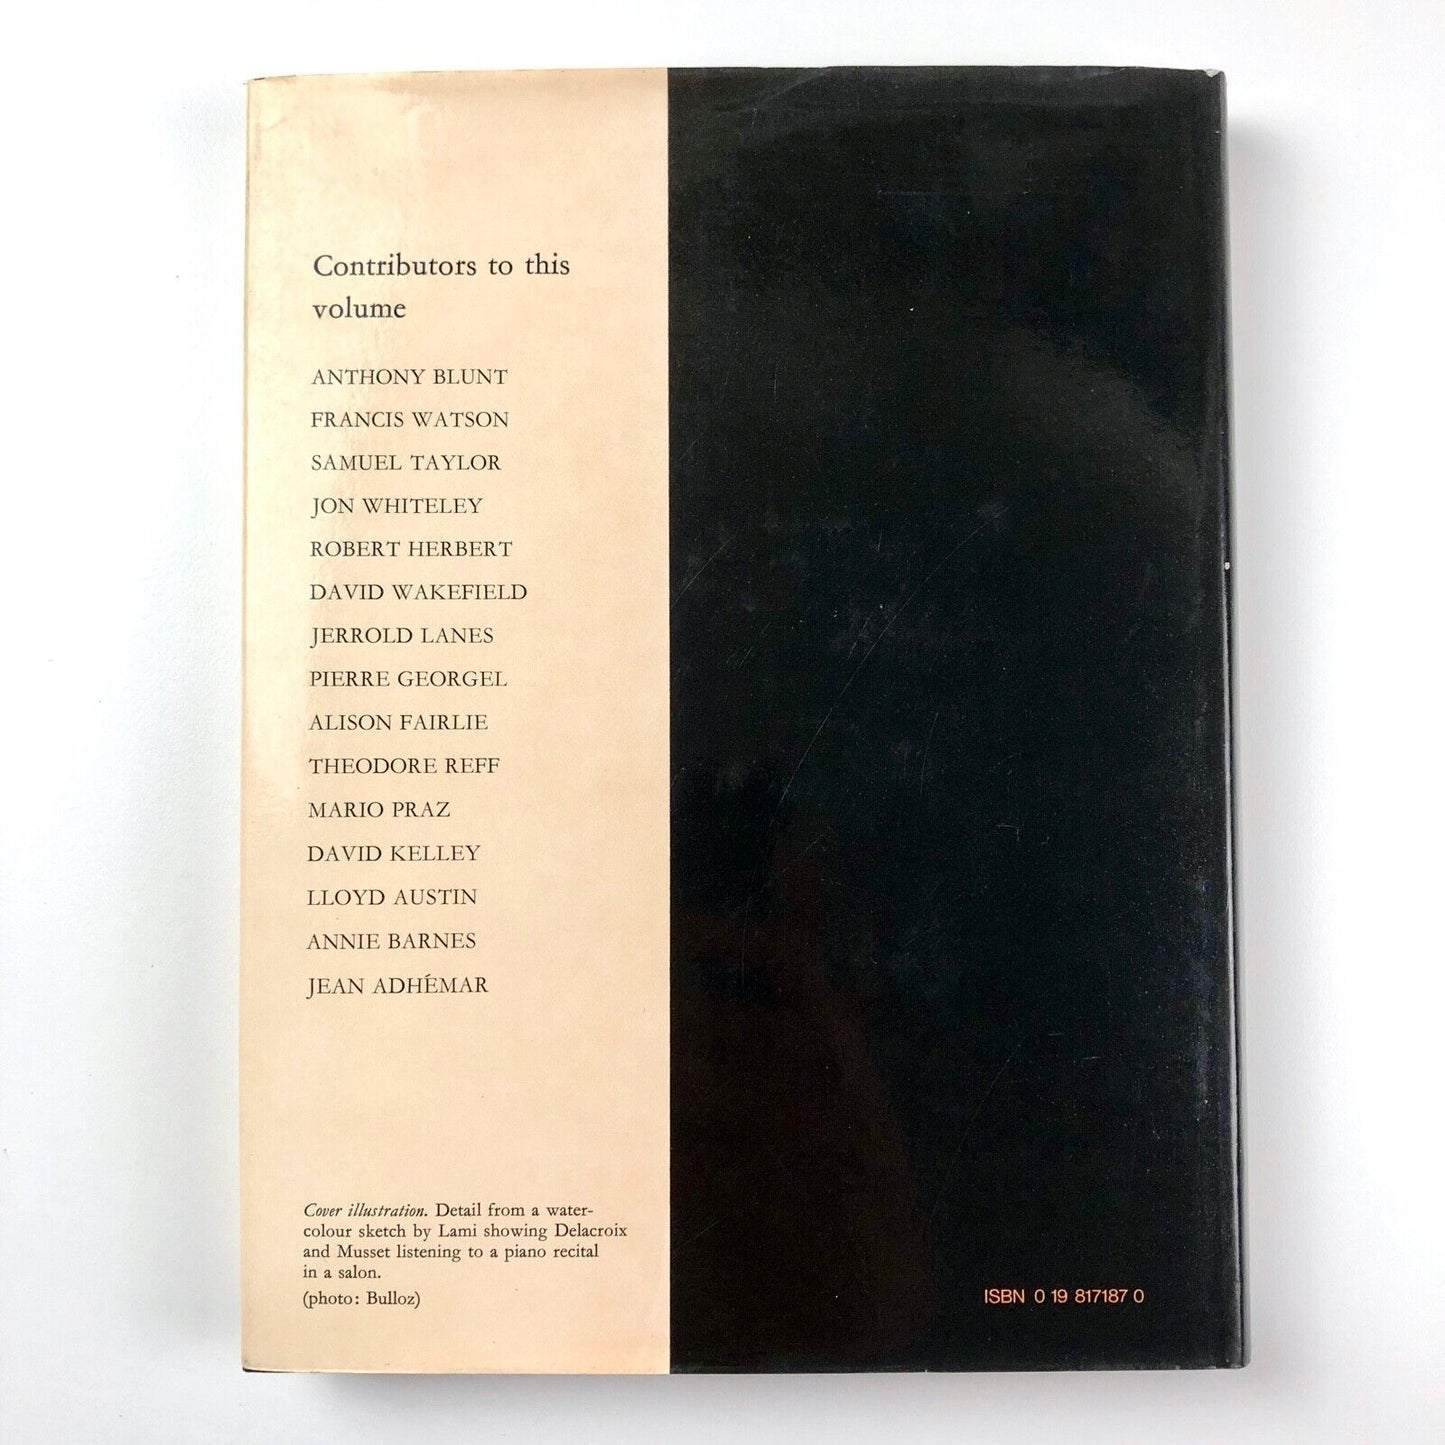 Contributors to this
volume
ANTHONY BLUNT
FRANCIS WATSON
SAMUEL TAYLOR
JON WHITELEY
ROBERT HERBERT
DAVID WAKEFIELD
JERROLD LANES
PIERRE GEORGEL
ALISON FAIRLIE
THEODORE REFF
MARIO PRAZ
DAVID KELLEY
LLOYD AUSTIN
ANNIE BARNES
JEAN ADHÉMAR
Cover illustration. Detail from a water-
colour sketch by Lami showing Delacroix
and Musset listening to a piano recital
in a salon.
(photo: Bulloz)
ISBN 0 19 817187 0